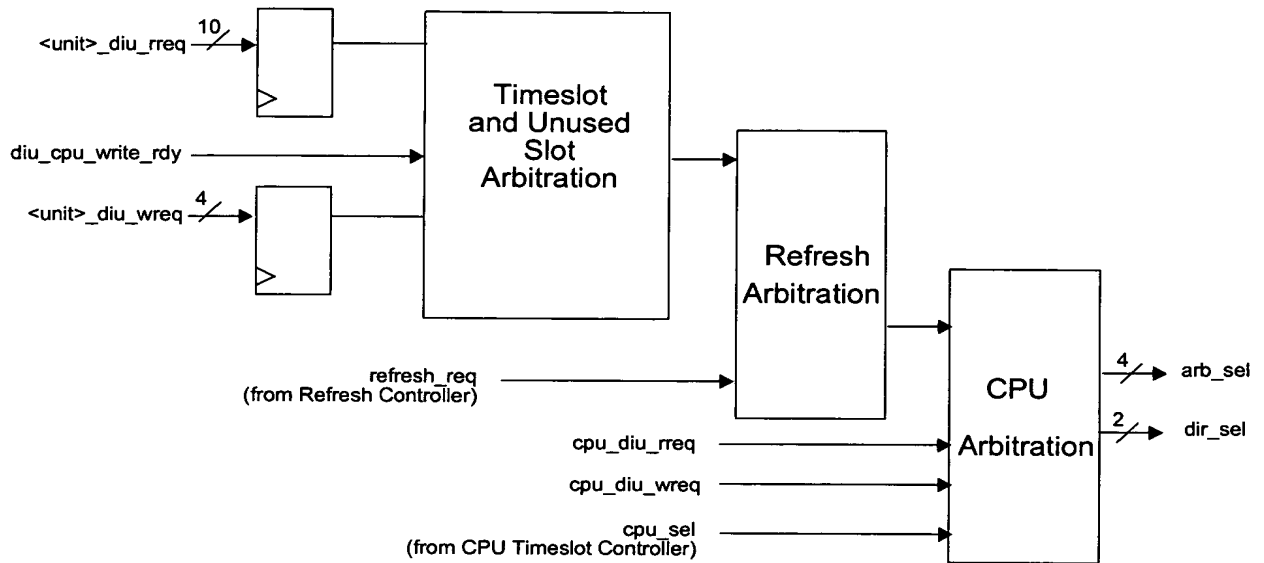 <unit>_diu_rreq
10
diu_cpu_write_rdy
<unit>_diu_wreq
4
Timeslot
and Unused
Slot
Arbitration
Refresh
Arbitration
refresh_req
(from Refresh Controller)
cpu_diu_rreq
cpu_diu_wreq
cpu_sel
(from CPU Timeslot Controller)
CPU
Arbitration
4
arb_sel
2
dir_sel